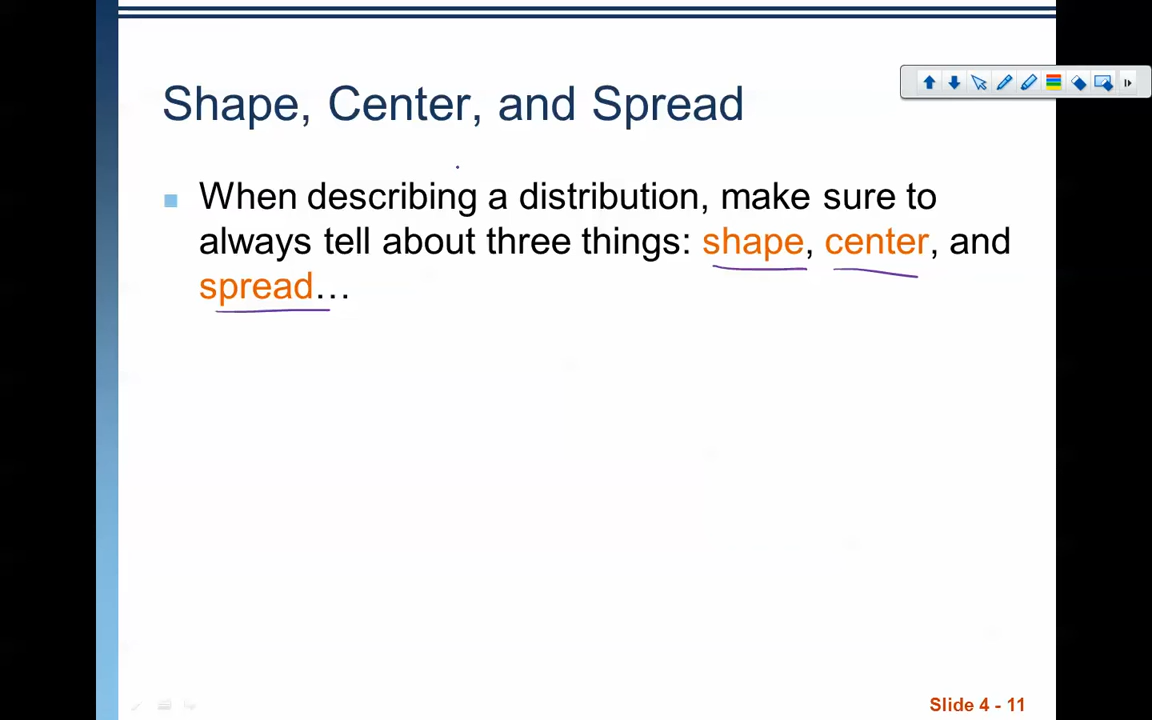 Shape, Center, and Spread
When describing a distribution, make sure to
always tell about three things: shape, center, and
spread…
Slide 4 - 11